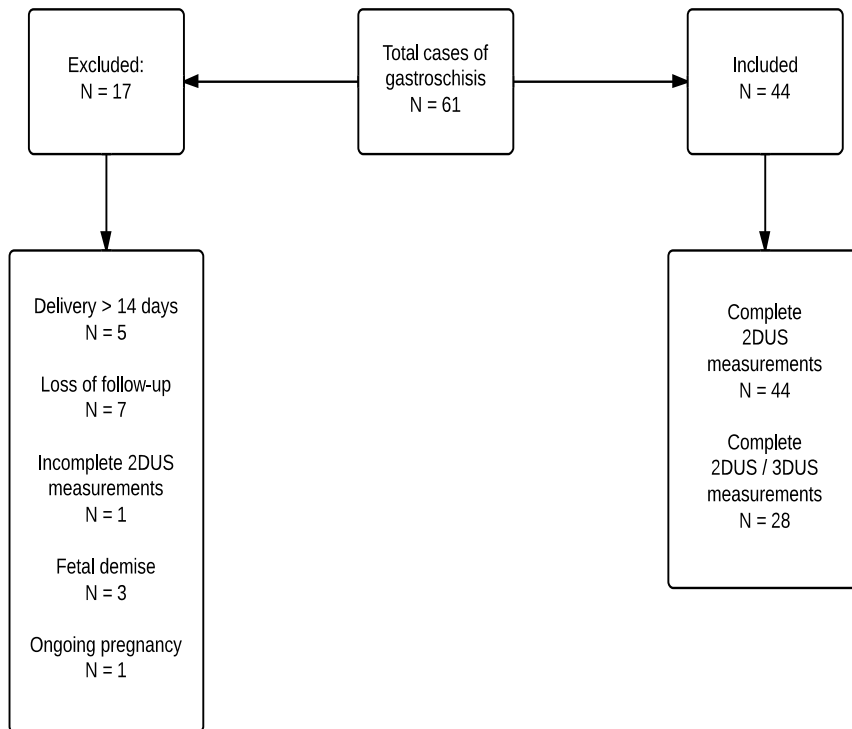 Excluded:
N = 17
Total cases of
gastroschisis
N = 61
Included
N = 44
Delivery > 14 days
N = 5
Loss of follow-up
N = 7
Incomplete 2DUS
measurements
N = 1
Fetal demise
N = 3
Ongoing pregnancy
N = 1
Complete
2DUS
measurements
N = 44
Complete
2DUS / 3DUS
measurements
N = 28